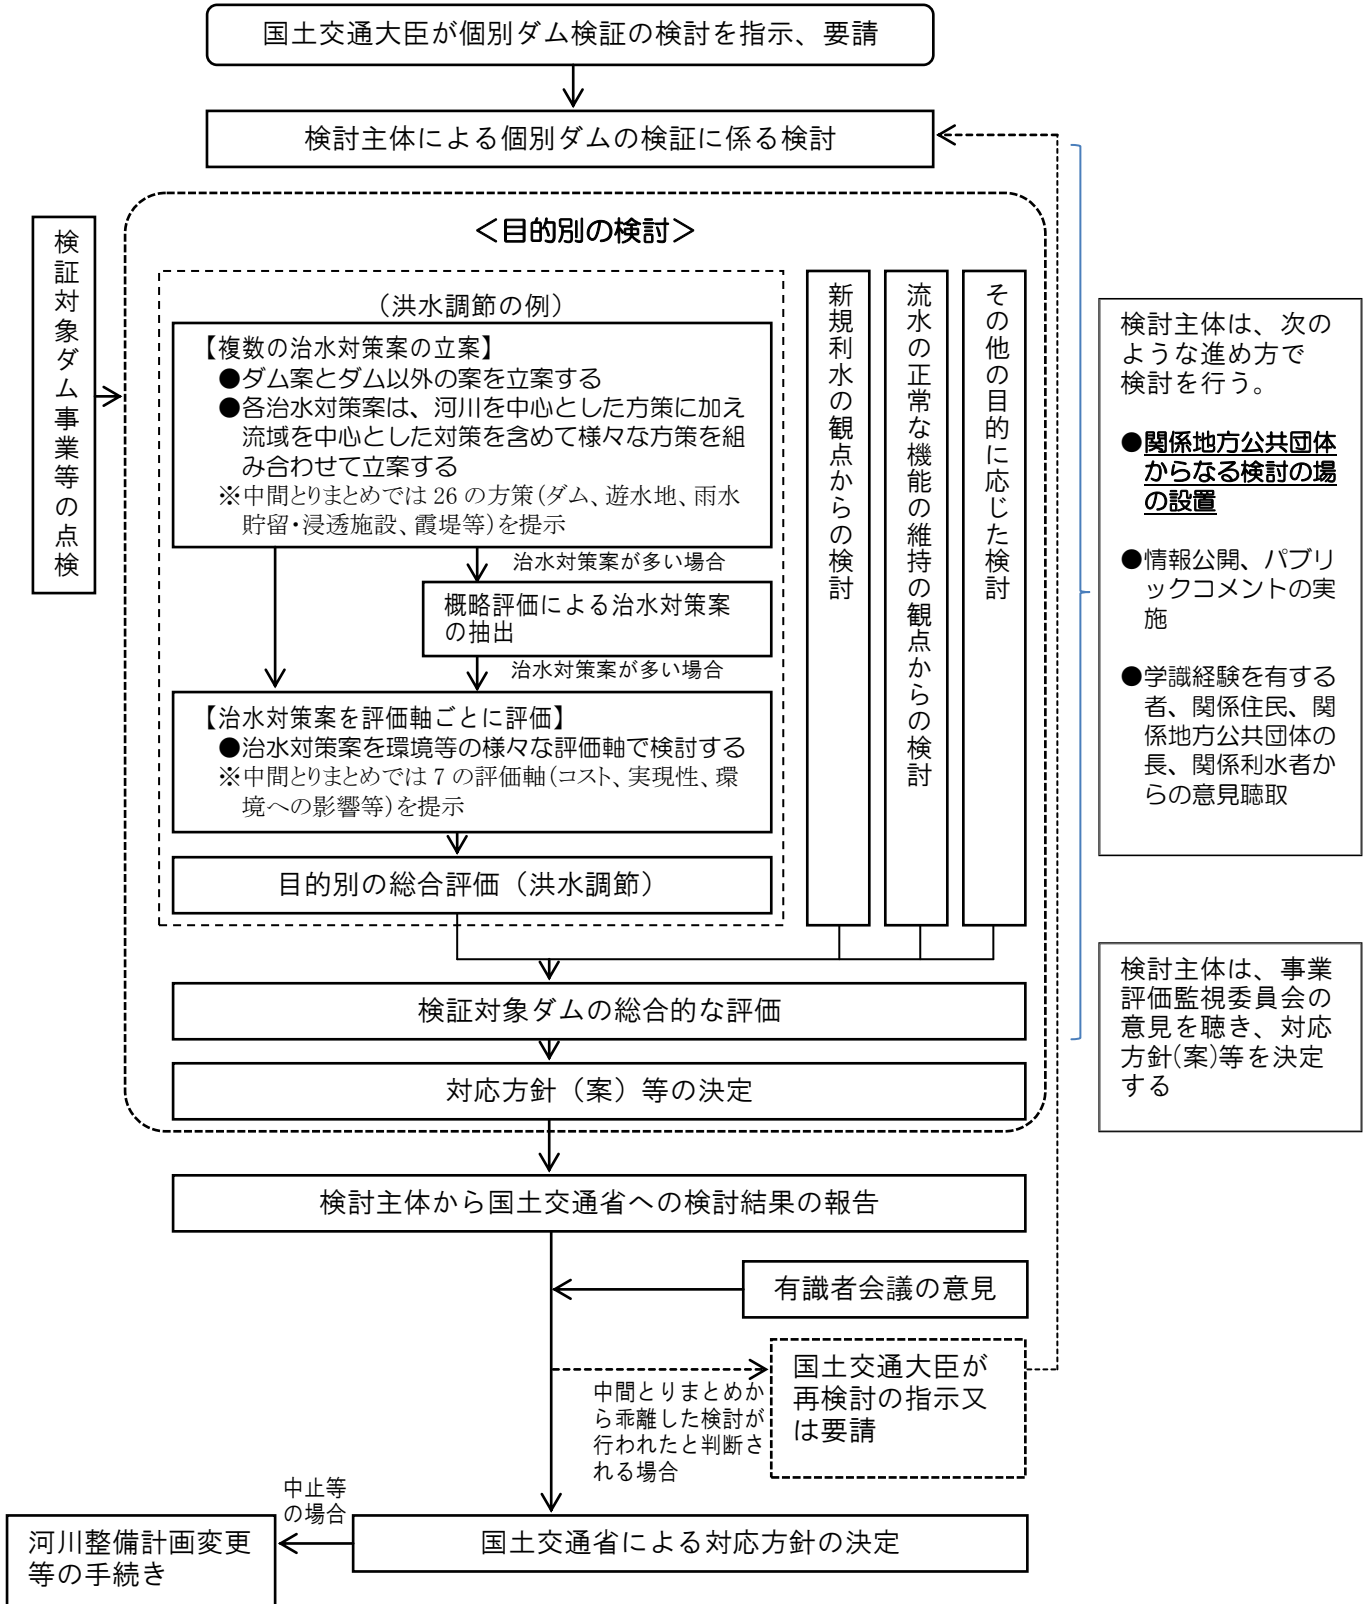 国土交通大臣が個別ダム検証の検討を指示、要請
検討主体による個別ダムの検証に係る検討
検証対象ダム事業等の点検
＜目的別の検討＞
（洪水調節の例）
【複数の治水対策案の立案】
●ダム案とダム以外の案を立案する
●各治水対策案は、河川を中心とした方策に加え
流域を中心とした対策を含めて様々な方策を組
み合わせて立案する
※中間とりまとめでは 26 の方策（ダム、遊水地、雨水
貯留・浸透施設、霞堤等）を提示
治水対策案が多い場合
概略評価による治水対策案
の抽出
治水対策案が多い場合
【治水対策案を評価軸ごとに評価】
●治水対策案を環境等の様々な評価軸で検討する
※中間とりまとめでは 7 の評価軸（コスト、実現性、環
境への影響等）を提示
目的別の総合評価（洪水調節）
新規利水の観点からの検討
流水の正常な機能の維持の観点からの検討
その他の目的に応じた検討
検証対象ダムの総合的な評価
対応方針（案）等の決定
検討主体は、次の
ような進め方で
検討を行う。
●関係地方公共団体
からなる検討の場
の設置
●情報公開、パブリ
ックコメントの実
施
●学識経験を有する
者、関係住民、関
係地方公共団体の
長、関係利水者か
らの意見聴取
検討主体は、事業
評価監視委員会の
意見を聴き、対応
方針(案)等を決定
する
検討主体から国土交通省への検討結果の報告
有識者会議の意見
中間とりまとめか
ら乖離した検討が
行われたと判断さ
れる場合
国土交通大臣が
再検討の指示又
は要請
中止等
の場合
国土交通省による対応方針の決定
河川整備計画変更
等の手続き